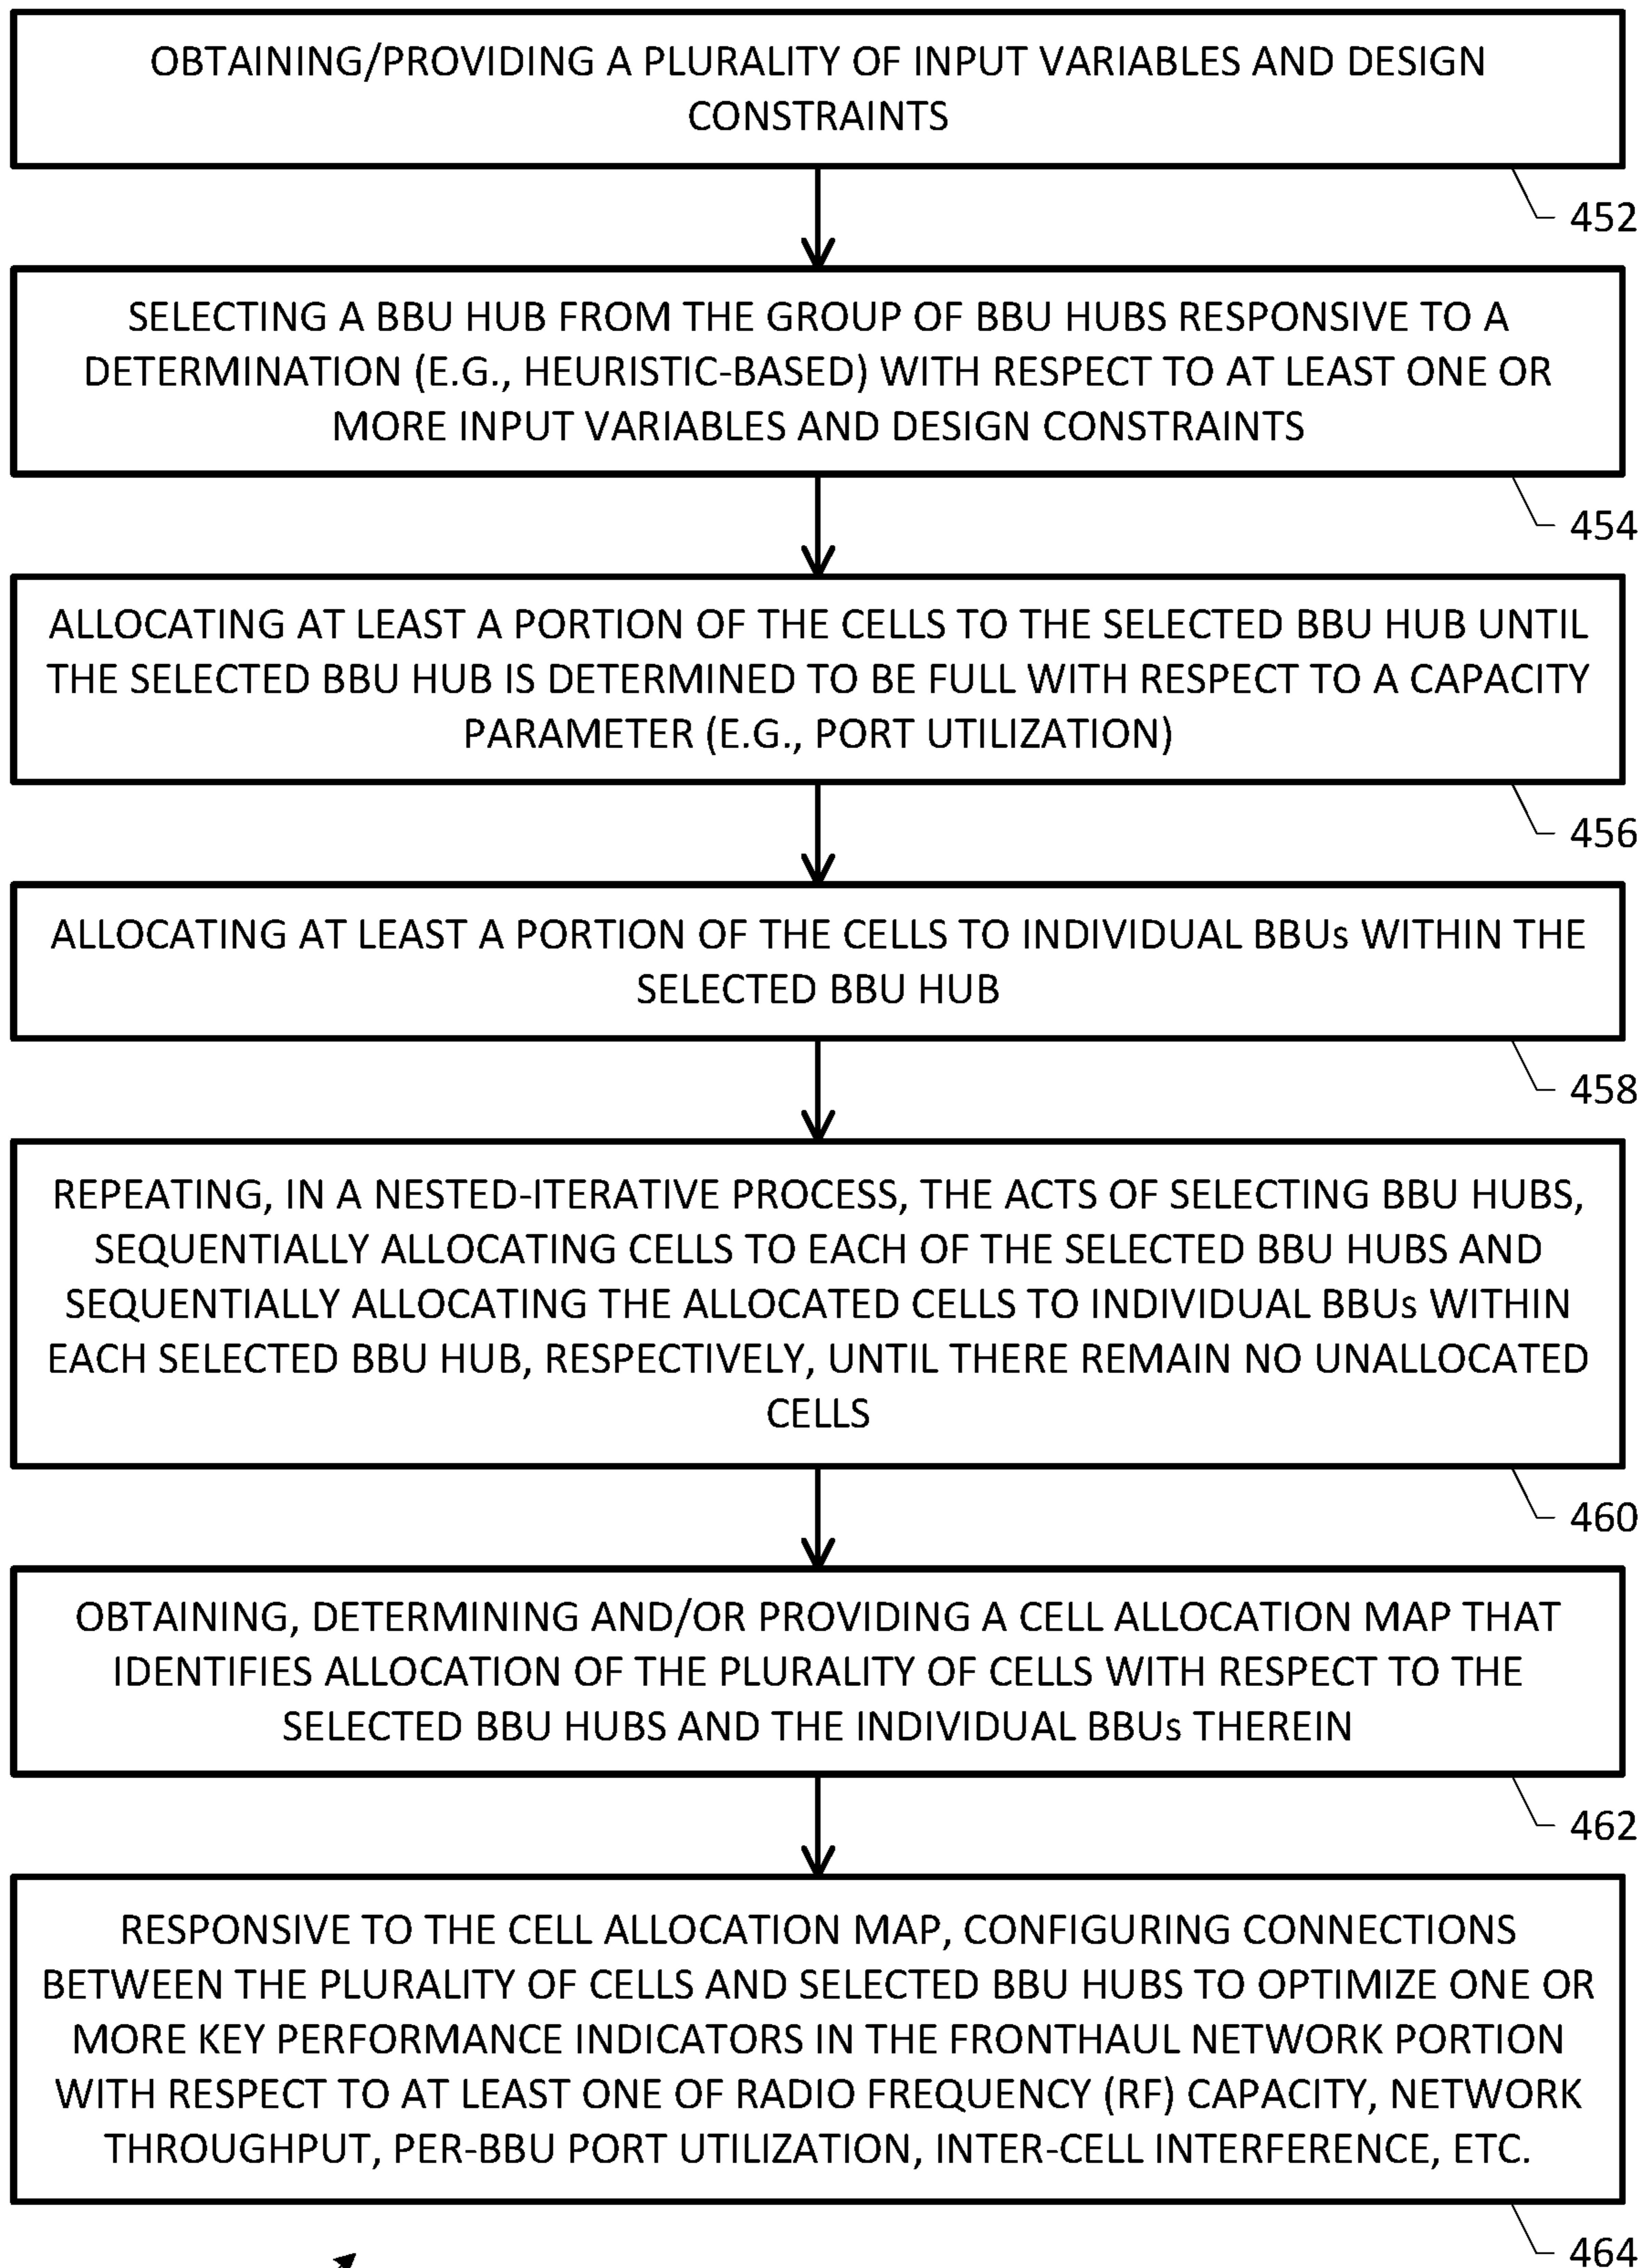 OBTAINING/PROVIDING A PLURALITY OF INPUT VARIABLES AND DESIGN
CONSTRAINTS
452
SELECTING A BBU HUB FROM THE GROUP OF BBU HUBS RESPONSIVE TO A
DETERMINATION (E.G., HEURISTIC-BASED) WITH RESPECT TO AT LEAST ONE OR
MORE INPUT VARIABLES AND DESIGN CONSTRAINTS
454
ALLOCATING AT LEAST A PORTION OF THE CELLS TO THE SELECTED BBU HUB UNTIL
THE SELECTED BBU HUB IS DETERMINED TO BE FULL WITH RESPECT TO A CAPACITY
PARAMETER (E.G., PORT UTILIZATION)
456
ALLOCATING AT LEAST A PORTION OF THE CELLS TO INDIVIDUAL BBUs WITHIN THE
SELECTED BBU HUB
458
REPEATING, IN A NESTED-ITERATIVE PROCESS, THE ACTS OF SELECTING BBU HUBS,
SEQUENTIALLY ALLOCATING CELLS TO EACH OF THE SELECTED BBU HUBS AND
SEQUENTIALLY ALLOCATING THE ALLOCATED CELLS TO INDIVIDUAL BBUs WITHIN
EACH SELECTED BBU HUB, RESPECTIVELY, UNTIL THERE REMAIN NO UNALLOCATED
CELLS
460
OBTAINING, DETERMINING AND/OR PROVIDING A CELL ALLOCATION MAP THAT
IDENTIFIES ALLOCATION OF THE PLURALITY OF CELLS WITH RESPECT TO THE
SELECTED BBU HUBS AND THE INDIVIDUAL BBUs THEREIN
462
RESPONSIVE TO THE CELL ALLOCATION MAP, CONFIGURING CONNECTIONS
BETWEEN THE PLURALITY OF CELLS AND SELECTED BBU HUBS TO OPTIMIZE ONE OR
MORE KEY PERFORMANCE INDICATORS IN THE FRONTHAUL NETWORK PORTION
WITH RESPECT TO AT LEAST ONE OF RADIO FREQUENCY (RF) CAPACITY, NETWORK
THROUGHPUT, PER-BBU PORT UTILIZATION, INTER-CELL INTERFERENCE, ETC.
464